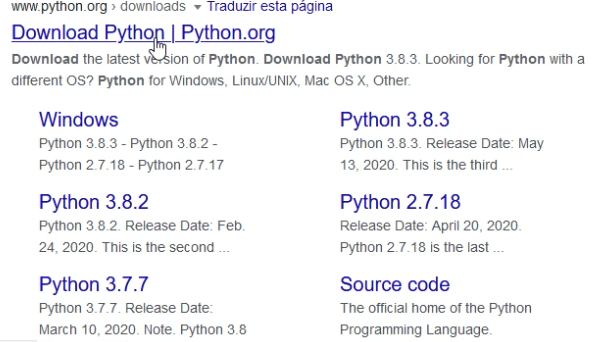 www.python.org › downloads ▾ Traduzir esta página
Download Python | Python.org
Download the latest version of Python. Download Python 3.8.3. Looking for Python with a
different OS? Python for Windows, Linux/UNIX, Mac OS X, Other.
Windows
Python 3.8.3 - Python 3.8.2 -
Python 2.7.18 - Python 2.7.17
Python 3.8.3
Python 3.8.3. Release Date: May
13, 2020. This is the third ...
Python 3.8.2
Python 3.8.2. Release Date: Feb.
24, 2020. This is the second ...
Python 2.7.18
Release Date: April 20, 2020.
Python 2.7.18 is the last ...
Python 3.7.7
Python 3.7.7. Release Date:
March 10, 2020. Note. Python 3.8
Source code
The official home of the Python
Programming Language.